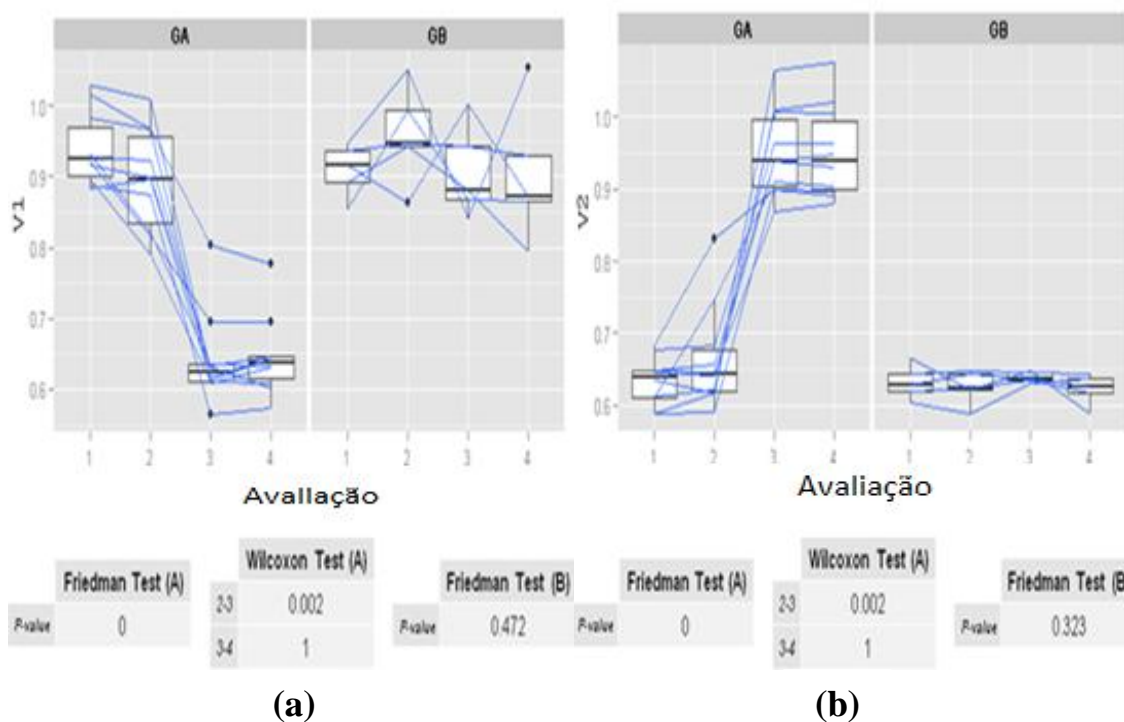 GA GB
V1
1.0
0.9
0.8
0.7
0.6
1 2 3 4 1 2 3 4
Avallação
GA GB
V2
1.0
0.9
0.8
0.7
0.6
1 2 3 4 1 2 3 4
Avaliação
Friedman Test (A)
P-value 0
Wilcoxon Test (A)
2-3 0.002
3-4 1
Friedman Test (B)
P-value 0.472
Friedman Test (A)
P-value 0
Wilcoxon Test (A)
2-3 0.002
3-4 1
Friedman Test (B
P-value 0.323
(a) (b)